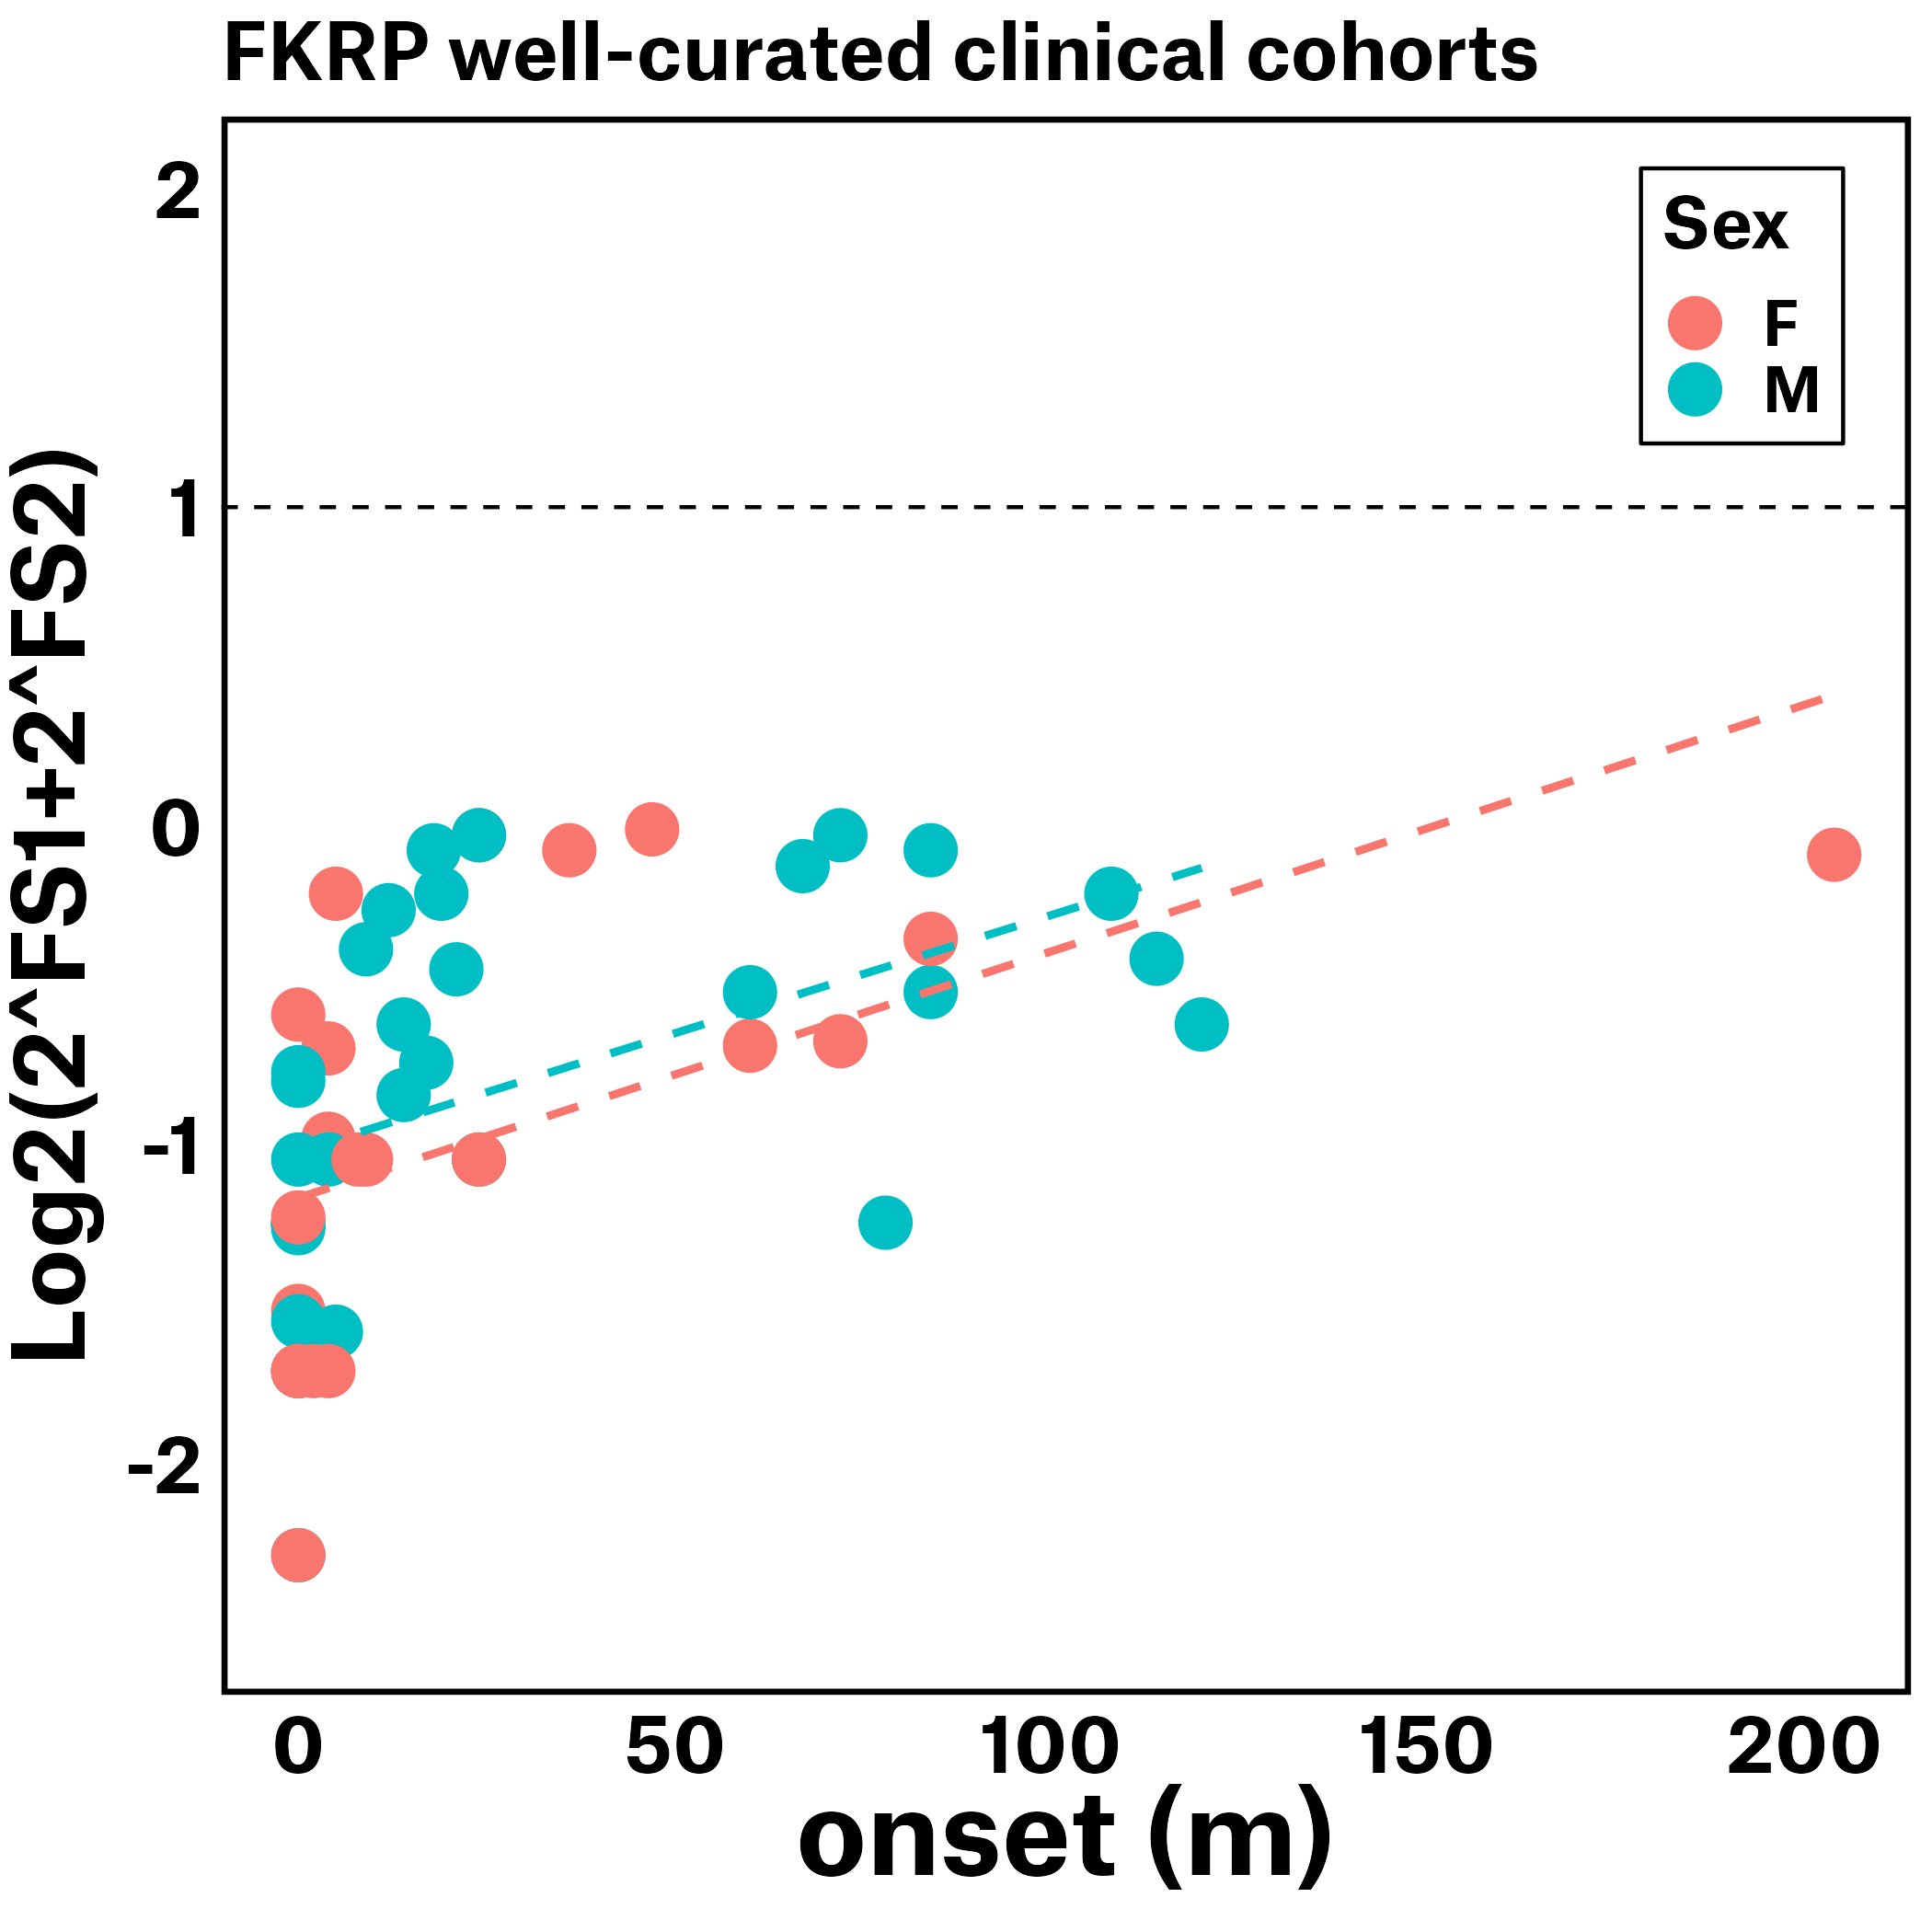 FKRP well-curated clinical cohorts
Log2(2^FS1+2^FS2)
2
1
0
-1
-2
Sex
F
M
0 50 100 150 200
onset (m)